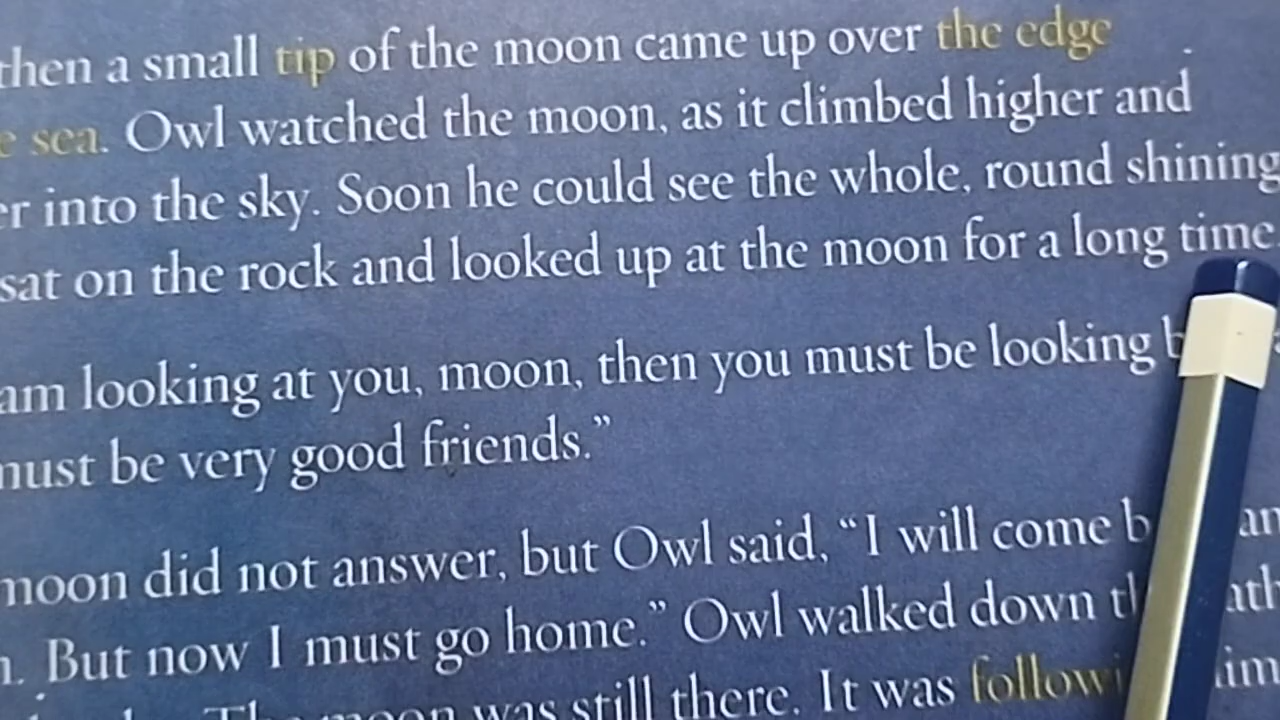 then a small tip of the moon came up over the edge
sea. Owl watched the moon, as it climbed higher and
into the sky. Soon he could see the whole, round shining
sat on the rock and looked up at the moon for a long time
am looking at you, moon, then you must be looking
must be very good friends.”
moon did not answer, but Owl said, “I will come
But now I must go home.” Owl walked down
The moon was still there. It was